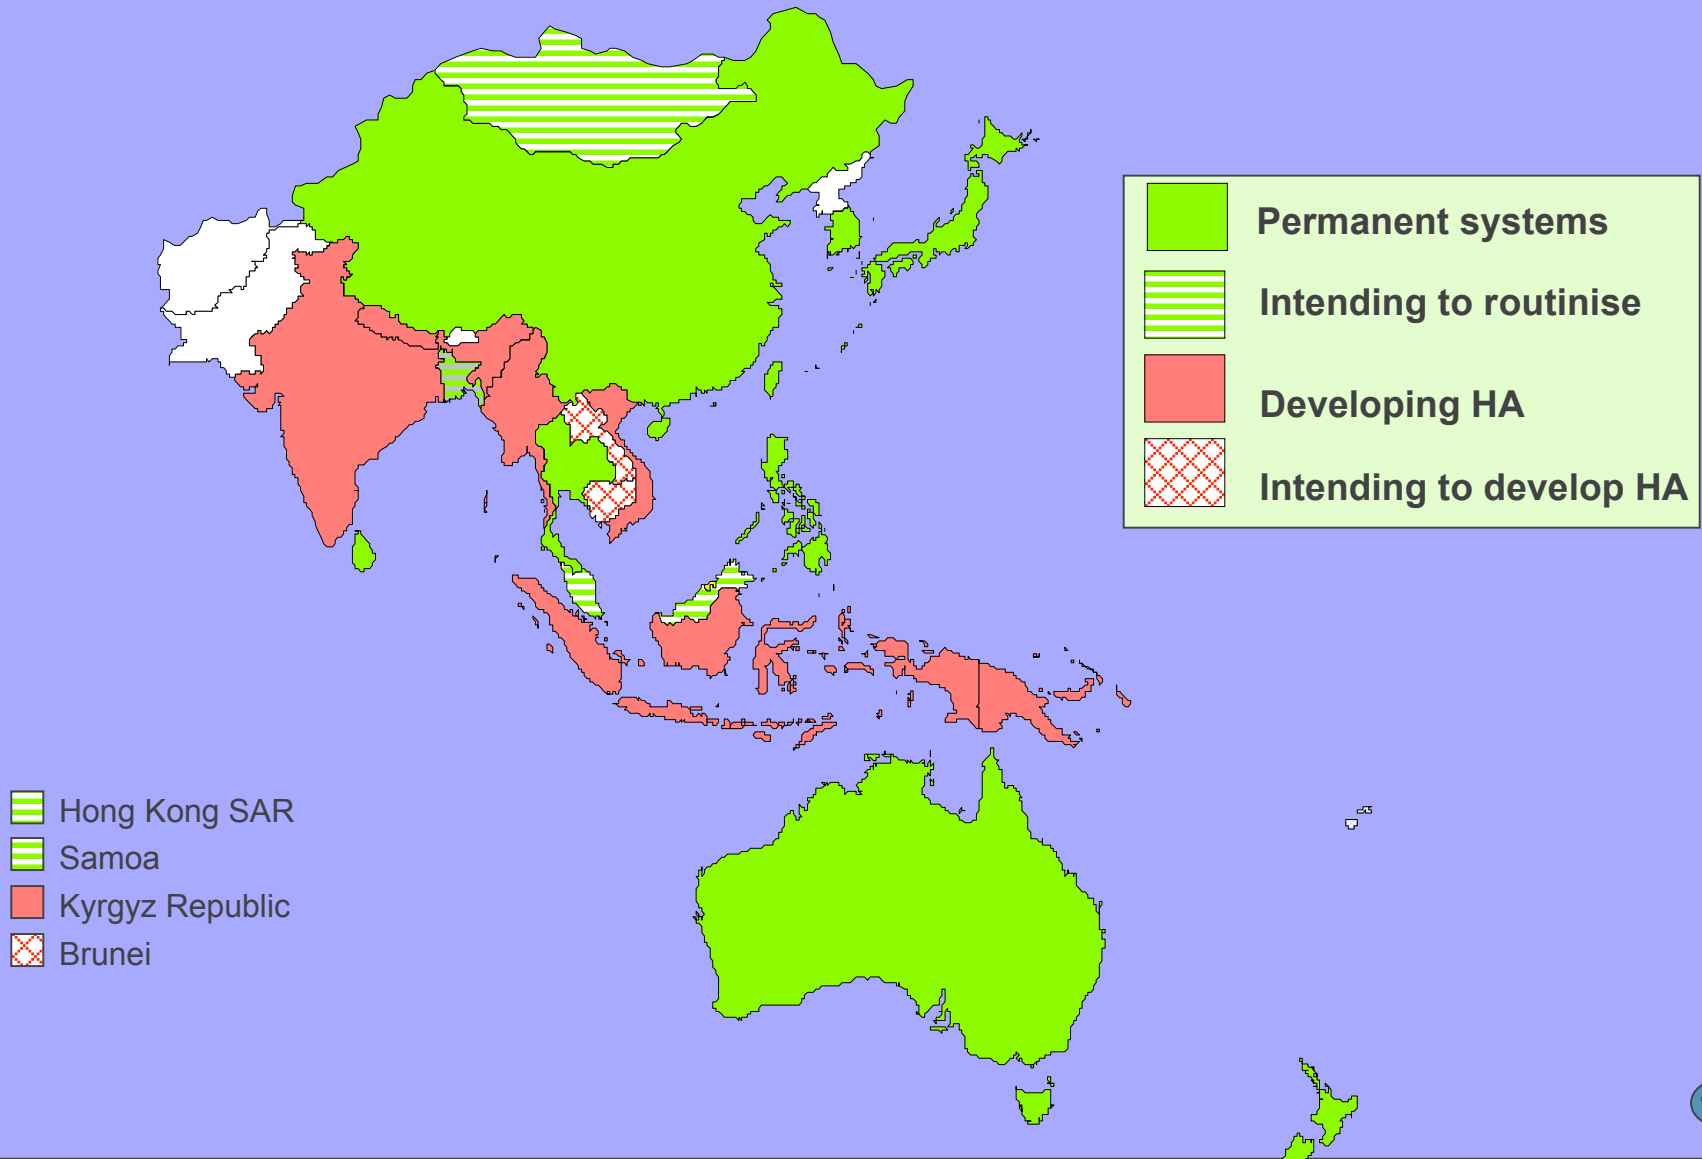 Permanent systems
Intending to routinise
Developing HA
Intending to develop HA
Hong Kong SAR
Samoa
Kyrgyz Republic
Brunei